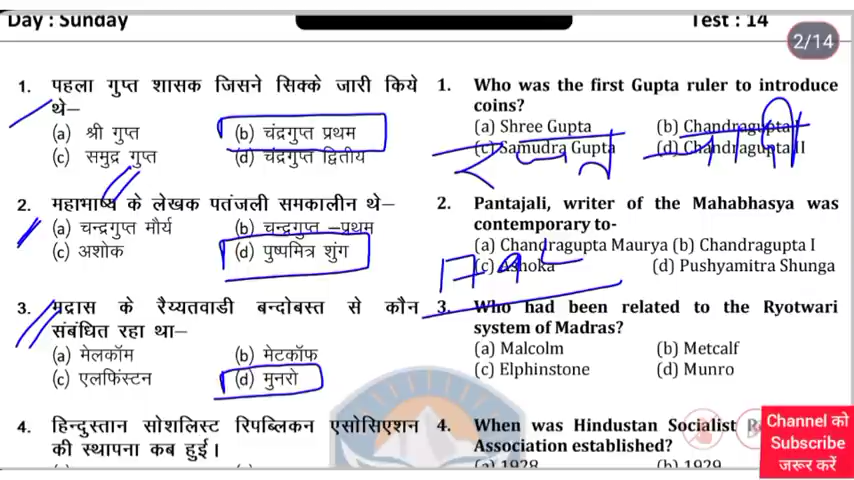 Day : Sunday
Test : 14
2/14
1. पहला गुप्त शासक जिसने सिक्के जारी किये थे–
(a) श्री गुप्त (b) चंद्रगुप्त प्रथम
(c) समुद्र गुप्त (d) चंद्रगुप्त द्वितीय
2. महाभाष्य के लेखक पतंजली समकालीन थे–
(a) चन्द्रगुप्त मौर्य (b) चन्द्रगुप्त –प्रथम
(c) अशोक (d) पुष्पमित्र शुंग
3. मद्रास के रैय्यतवाडी बन्दोबस्त से कौन
संबंधित रहा था–
(a) मेलकॉम (b) मेटकॉफ
(c) एलफिंस्टन (d) मुनरो
4. हिन्दुस्तान सोशलिस्ट रिपब्लिकन एसोसिएशन
की स्थापना कब हुई।
1. Who was the first Gupta ruler to introduce
coins?
(a) Shree Gupta (b) Chandragupta
(c) Samudra Gupta (d) Chandragupta II
2. Pantajali, writer of the Mahabhasya was
contemporary to-
(a) Chandragupta Maurya (b) Chandragupta I
(c) Ashoka (d) Pushyamitra Shunga
3. Who had been related to the Ryotwari
system of Madras?
(a) Malcolm (b) Metcalf
(c) Elphinstone (d) Munro
4. When was Hindustan Socialist
Association established?
(a) 1928 (b) 1929
Channel को
Subscribe
जरूर करें